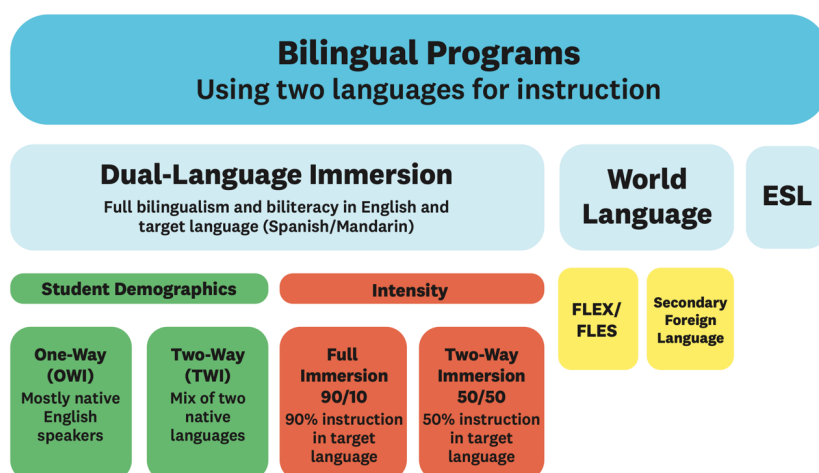 Bilingual Programs
Using two languages for instruction
Dual-Language Immersion
Full bilingualism and biliteracy in English and
target language (Spanish/Mandarin)
World
Language
ESL
Student Demographics
Intensity
FLEX/
FLES
Secondary
Foreign
Language
One-Way
(OWI)
Mostly native
English
speakers
Two-Way
(TWI)
Mix of two
native
languages
Full
Immersion
90/10
90% instruction
in target
language
Two-Way
Immersion
50/50
50% instruction
in target
language